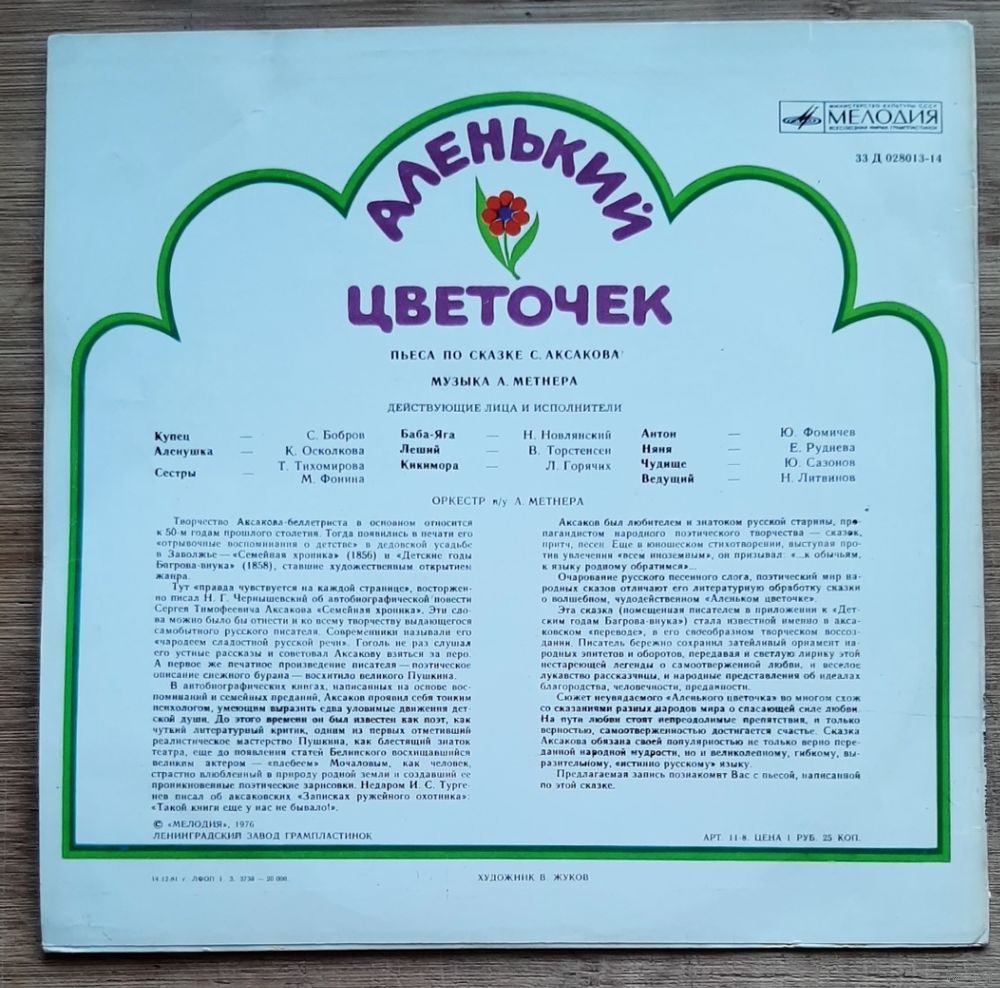 МИНИСТЕРСТВО КУЛЬТУРЫ СССР
МЕЛОДИЯ
ВСЕСОЮЗНАЯ ФИРМА ГРАМПЛАСТИНОК
33 Д 028013-14
АЛЕНЬКИЙ
ЦВЕТОЧЕК
ПЬЕСА ПО СКАЗКЕ С. АКСАКОВА
МУЗЫКА А. МЕТНЕРА
ДЕЙСТВУЮЩИЕ ЛИЦА И ИСПОЛНИТЕЛИ
Купец — С. Бобров
Аленушка — К. Осколкова
Сестры — Т. Тихомирова
М. Фонина
Баба-Яга — Н. Новлянский
Леший — В. Торстенсен
Кикимора — Л. Горячих
Антон — Ю. Фомичев
Няня — Е. Руднева
Чудище — Ю. Сазонов
Ведущий — Н. Литвинов
ОРКЕСТР п/у А. МЕТНЕРА
Творчество Аксакова-беллетриста в основном относится
к 50-м годам прошлого столетия. Тогда появились в печати его
«отрывочные воспоминания о детстве» в дедовской усадьбе
в Заволжье — «Семейная хроника» (1856) и «Детские годы
Багрова-внука» (1858), ставшие художественным открытием
жанра.
Тут «правда чувствуется на каждой странице», восторжен-
но писал Н. Г. Чернышевский об автобиографической повести
Сергея Тимофеевича Аксакова «Семейная хроника». Эти сло-
ва можно было бы отнести и ко всему творчеству выдающегося
самобытного русского писателя. Современники называли его
«чародеем сладостной русской речи». Гоголь не раз слушал
его устные рассказы и советовал Аксакову взяться за перо.
А первое же печатное произведение писателя — поэтическое
описание снежного бурана — восхитило великого Пушкина.
В автобиографических книгах, написанных на основе вос-
поминаний и семейных преданий, Аксаков проявил себя тонким
психологом, умеющим выразить едва уловимые движения дет-
ской души. До этого времени он был известен как поэт, как
чуткий литературный критик, одним из первых отметивший
реалистическое мастерство Пушкина, как блестящий знаток
театра, еще до появления статей Белинского восхищавшийся
великим актером — «плебеем» Мочаловым, как человек,
страстно влюбленный в природу родной земли и создавший ее
проникновенные поэтические зарисовки. Недаром И. С. Турге-
нев писал об аксаковских «Записках ружейного охотника»:
«Такой книги еще у нас не бывало!».
Аксаков был любителем и знатоком русской старины, про-
пагандистом народного поэтического творчества — сказок,
притч, песен. Еще в юношеском стихотворении, выступая про-
тив увлечения «всем иноземным», он призывал: «...к обычьям,
к языку родному обратимся»...
Очарование русского песенного слога, поэтический мир на-
родных сказов отличают его литературную обработку сказки
о волшебном, чудодейственном «Аленьком цветочке».
Эта сказка (помещенная писателем в приложении к «Дет-
ским годам Багрова-внука») стала известной именно в акса-
ковском «переводе», в его своеобразном творческом воссоз-
дании. Писатель бережно сохранил затейливый орнамент на-
родных эпитетов и оборотов, передавая и светлую лирику этой
нестареющей легенды о самоотверженной любви, и веселое
лукавство рассказчицы, и народные представления об идеалах
благородства, человечности, преданности.
Сюжет неувядаемого «Аленького цветочка» во многом схож
со сказаниями разных народов мира о спасающей силе любви.
На пути любви стоят непреодолимые препятствия, и только
верностью, самоотверженностью достигается счастье. Сказка
Аксакова обязана своей популярностью не только верно пере-
данной народной мудрости, но и великолепному, гибкому, вы-
разительному, «истинно русскому» языку.
Предлагаемая запись познакомит Вас с пьесой, написанной
по этой сказке.
© «МЕЛОДИЯ», 1976
ЛЕНИНГРАДСКИЙ ЗАВОД ГРАМПЛАСТИНОК
АРТ. 11-8. ЦЕНА 1 РУБ. 25 КОП.
14.12.81 г. ЛФОП 1. З. 3738 — 20 000.
ХУДОЖНИК В. ЖУКОВ